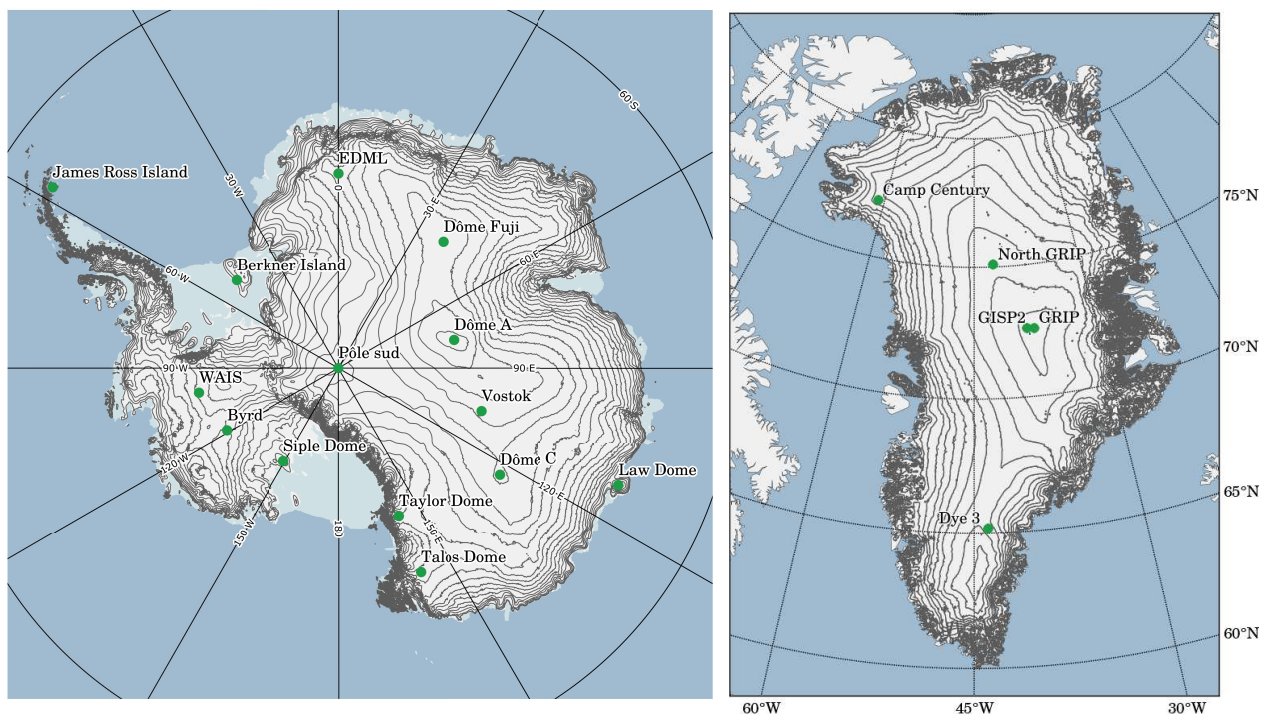 60°S
James Ross Island
EDML
0
30°W
30°E
Dôme Fuji
Berkner Island
60°W
60°E
Dôme A
Pôle sud
90°W
90°E
WAIS
Vostok
Byrd
Siple Dome
120°W
Dôme C
120°E
Law Dome
Taylor Dome
150°W
180
150°E
Talos Dome
Camp Century
75°N
North GRIP
GISP2
GRIP
70°N
65°N
Dye 3
60°N
60°W
45°W
30°W